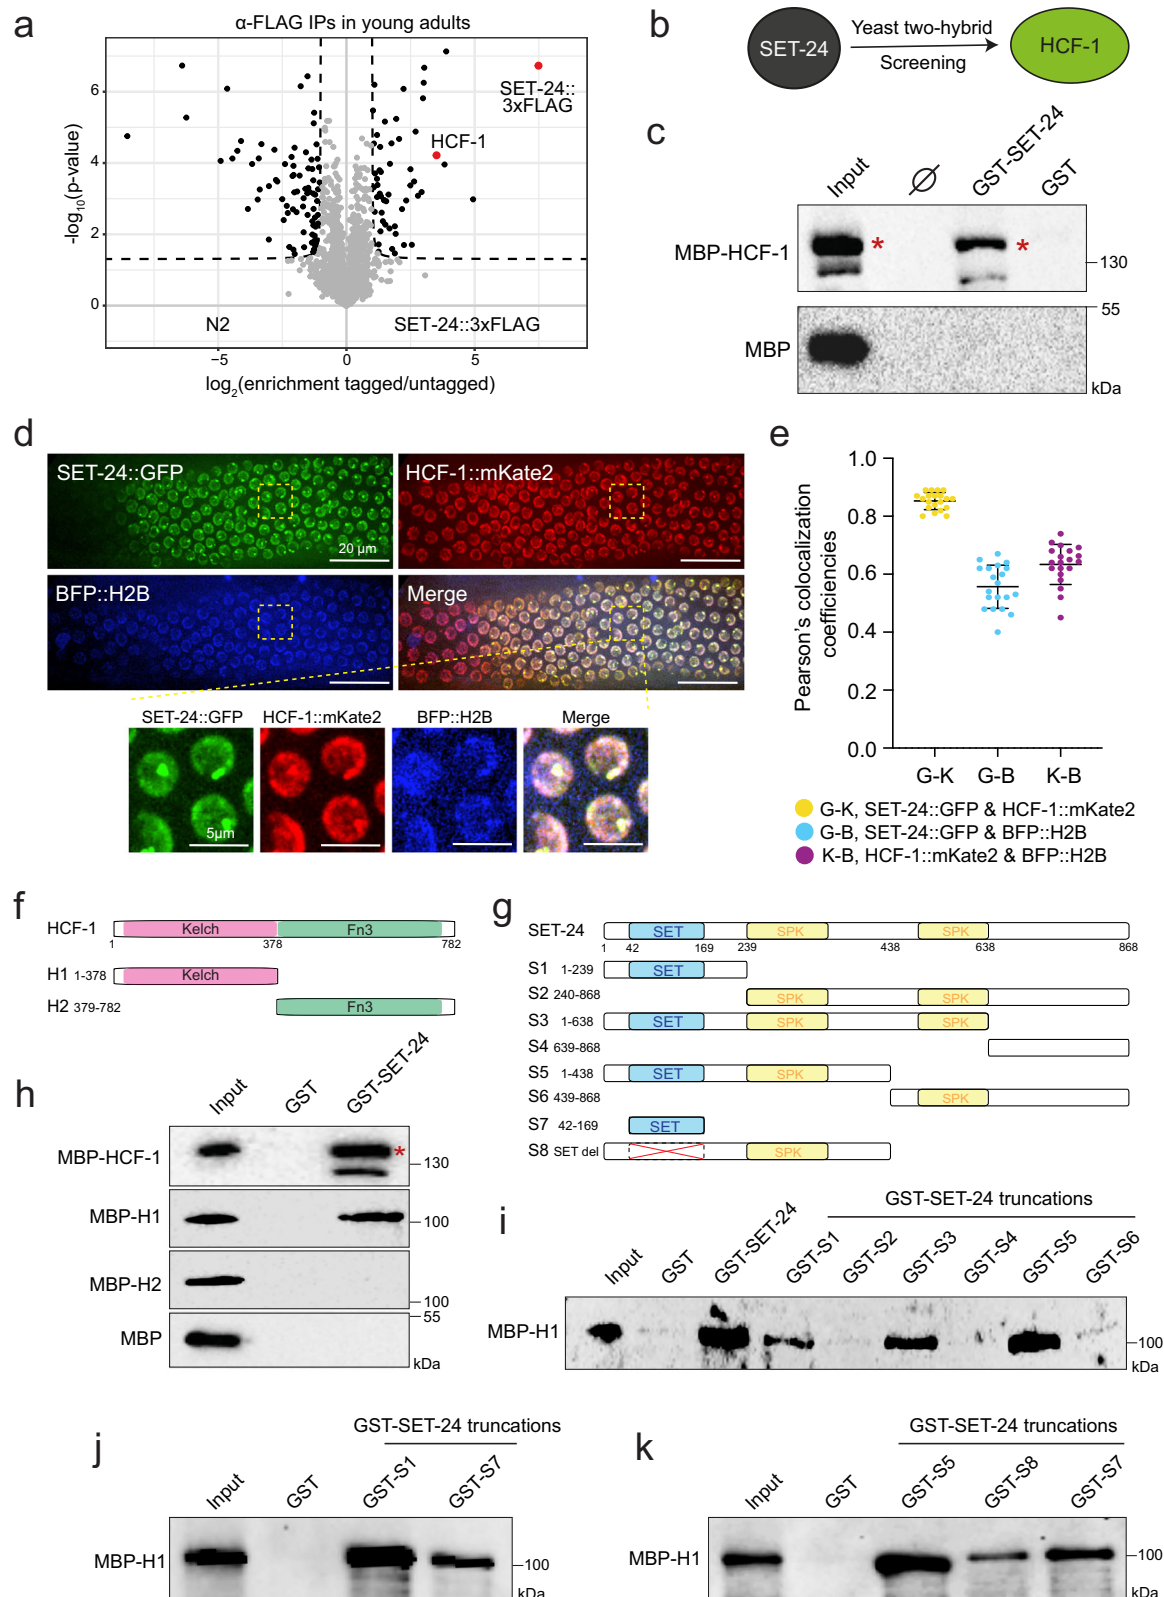 a
α-FLAG IPs in young adults
SET-24::
3xFLAG
HCF-1
N2
SET-24::3xFLAG
-log10(p-value)
6
4
2
0
−5
0
5
log2(enrichment tagged/untagged)
b
SET-24
Yeast two-hybrid
Screening
HCF-1
c
Input
∅
GST-SET-24
GST
MBP-HCF-1
*
*
130
55
MBP
kDa
d
SET-24::GFP
20 µm
HCF-1::mKate2
BFP::H2B
Merge
SET-24::GFP
HCF-1::mKate2
BFP::H2B
Merge
5µm
e
Pearson's colocalization
coefficiencies
1.0
0.8
0.6
0.4
0.2
0.0
G-K
G-B
K-B
G-K, SET-24::GFP & HCF-1::mKate2
G-B, SET-24::GFP & BFP::H2B
K-B, HCF-1::mKate2 & BFP::H2B
f
HCF-1
Kelch
Fn3
1
378
782
H1 1-378
Kelch
H2 379-782
Fn3
g
SET-24
SET
SPK
SPK
1
42
169
239
438
638
868
S1 1-239
SET
S2 240-868
SPK
SPK
S3 1-638
SET
SPK
SPK
S4 639-868
S5 1-438
SET
SPK
S6 439-868
SPK
S7 42-169
SET
S8 SET del
SPK
h
Input
GST
GST-SET-24
MBP-HCF-1
*
130
MBP-H1
100
MBP-H2
100
55
MBP
kDa
i
GST-SET-24 truncations
Input
GST
GST-SET-24
GST-S1
GST-S2
GST-S3
GST-S4
GST-S5
GST-S6
MBP-H1
100
kDa
j
GST-SET-24 truncations
Input
GST
GST-S1
GST-S7
MBP-H1
100
kDa
k
GST-SET-24 truncations
Input
GST
GST-S5
GST-S8
GST-S7
MBP-H1
100
kDa